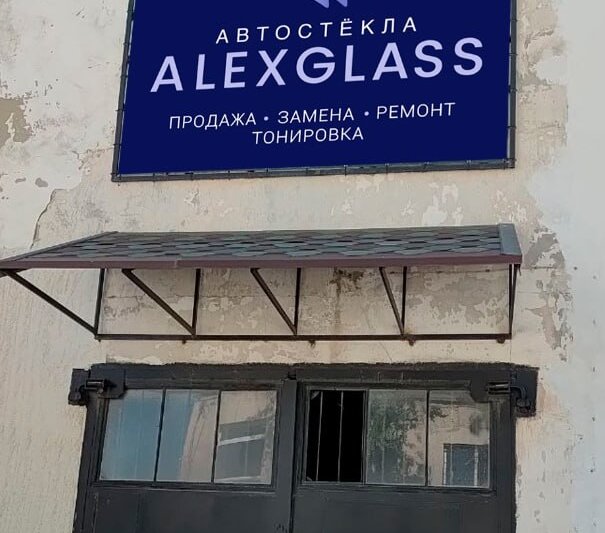 АВТОСТЁКЛА
ALEXGLASS
ПРОДАЖА • ЗАМЕНА • РЕМОНТ
ТОНИРОВКА